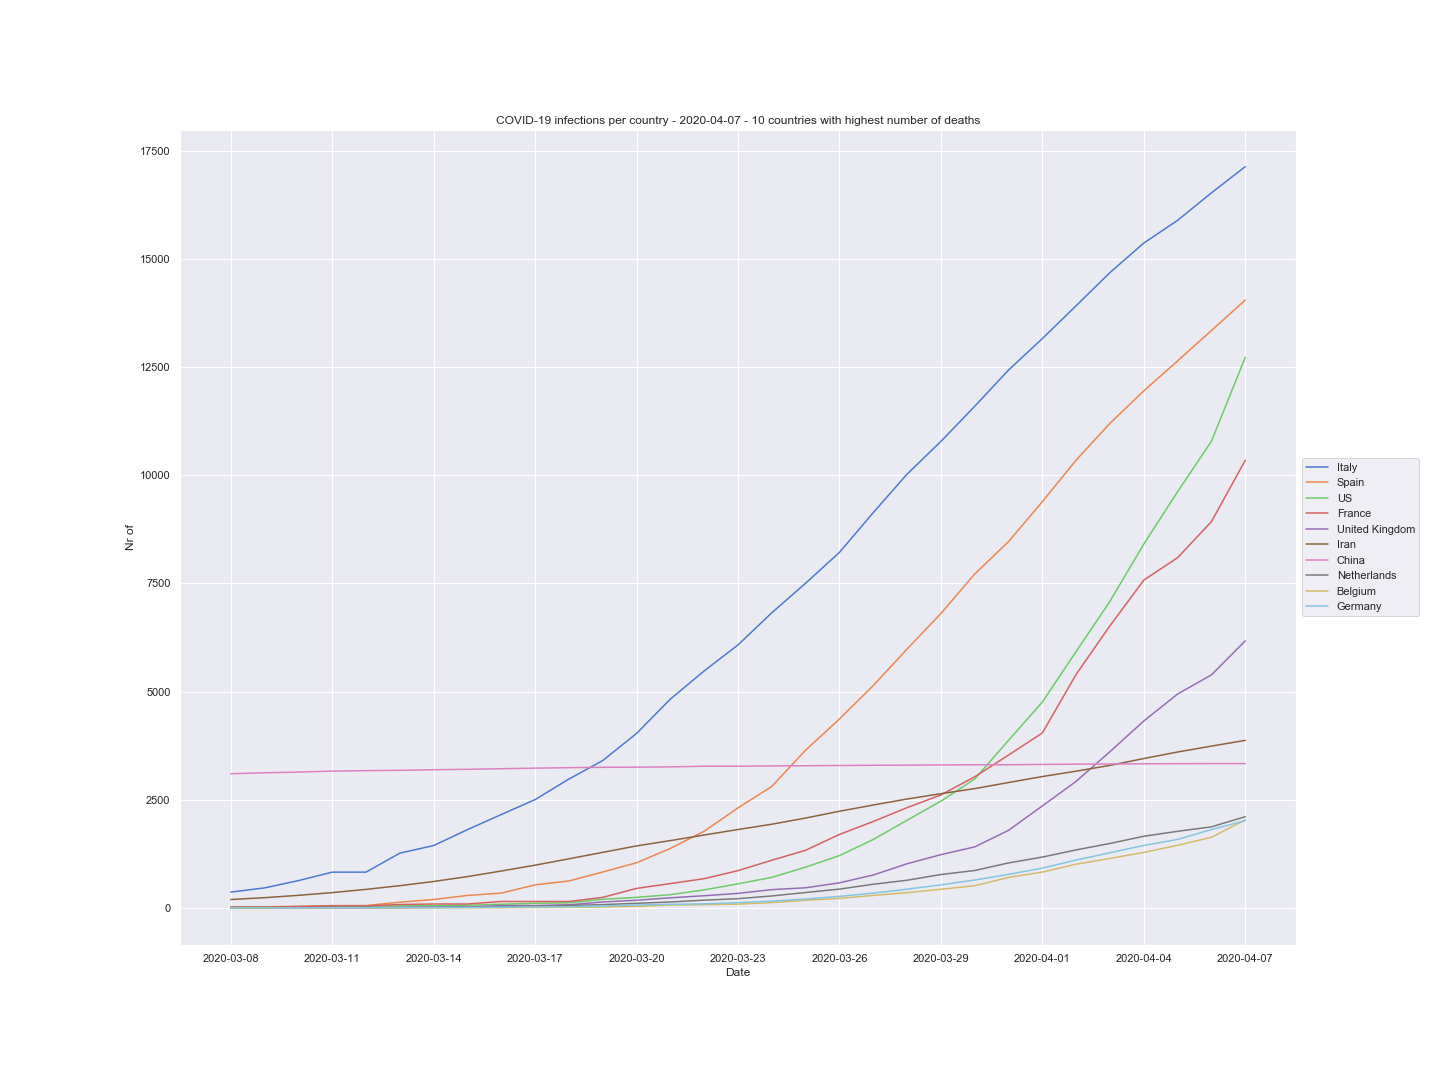 COVID-19 infections per country - 2020-04-07 - 10 countries with highest number of deaths
17500
15000
12500
10000
7500
5000
2500
0
Nr of
2020-03-08 2020-03-11 2020-03-14 2020-03-17 2020-03-20 2020-03-23 2020-03-26 2020-03-29 2020-04-01 2020-04-04 2020-04-07
Date
Italy
Spain
US
France
United Kingdom
Iran
China
Netherlands
Belgium
Germany